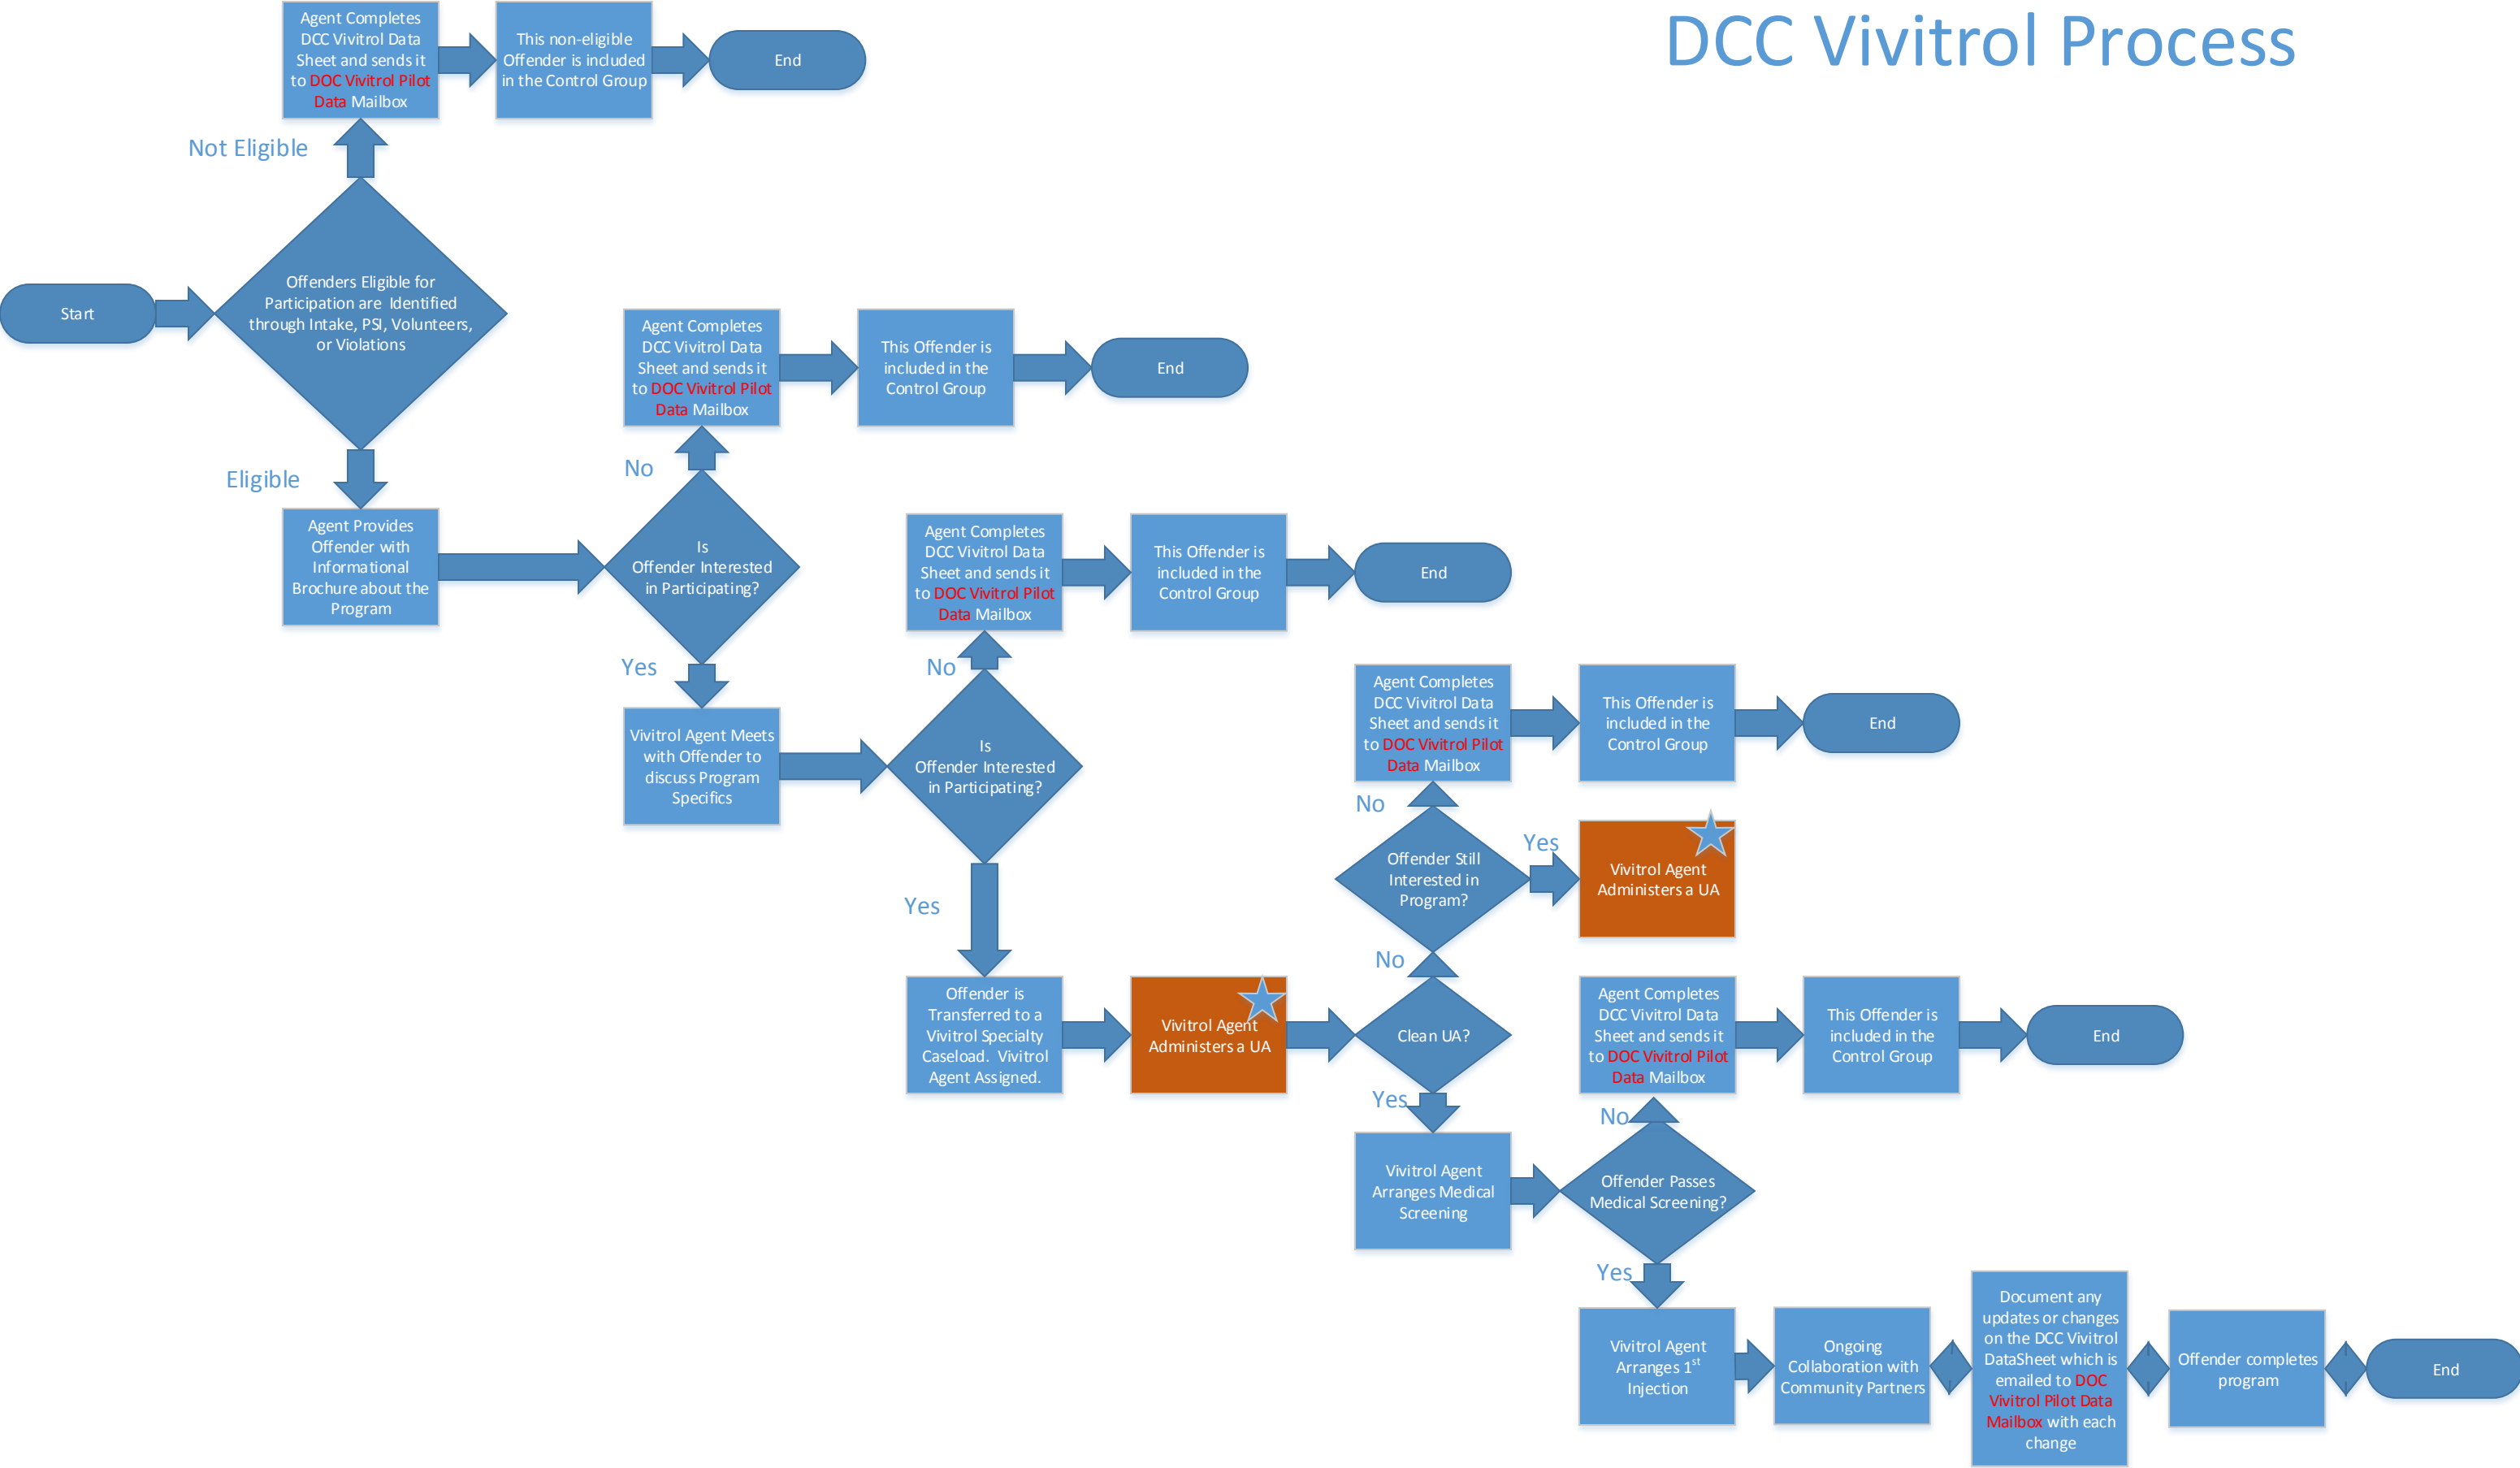 DCC Vivitrol Process
Agent Completes
DCC Vivitrol Data
Sheet and sends it
to DOC Vivitrol Pilot
Data Mailbox
This non-eligible
Offender is included
in the Control Group
End
Not Eligible
Start
Offenders Eligible for
Participation are Identified
through Intake, PSI, Volunteers,
or Violations
Eligible
Agent Provides
Offender with
Informational
Brochure about the
Program
Agent Completes
DCC Vivitrol Data
Sheet and sends it
to DOC Vivitrol Pilot
Data Mailbox
This Offender is
included in the
Control Group
End
No
Is
Offender Interested
in Participating?
Yes
Vivitrol Agent Meets
with Offender to
discuss Program
Specifics
Agent Completes
DCC Vivitrol Data
Sheet and sends it
to DOC Vivitrol Pilot
Data Mailbox
This Offender is
included in the
Control Group
End
No
Is
Offender Interested
in Participating?
Yes
Offender is
Transferred to a
Vivitrol Specialty
Caseload. Vivitrol
Agent Assigned.
Vivitrol Agent
Administers a UA
Agent Completes
DCC Vivitrol Data
Sheet and sends it
to DOC Vivitrol Pilot
Data Mailbox
This Offender is
included in the
Control Group
End
No
Offender Still
Interested in
Program?
Yes
Vivitrol Agent
Administers a UA
No
Clean UA?
Yes
Vivitrol Agent
Arranges Medical
Screening
Agent Completes
DCC Vivitrol Data
Sheet and sends it
to DOC Vivitrol Pilot
Data Mailbox
This Offender is
included in the
Control Group
End
No
Offender Passes
Medical Screening?
Yes
Vivitrol Agent
Arranges 1st
Injection
Ongoing
Collaboration with
Community Partners
Document any
updates or changes
on the DCC Vivitrol
DataSheet which is
emailed to DOC
Vivitrol Pilot Data
Mailbox with each
change
Offender completes
program
End